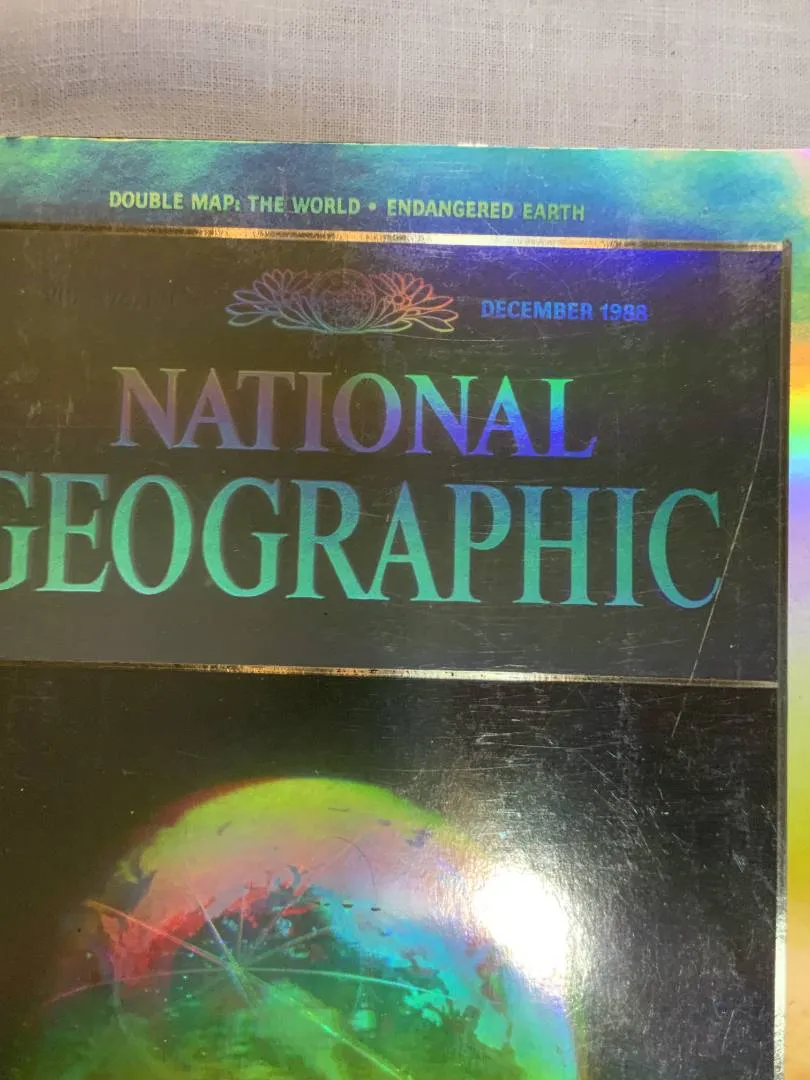 DOUBLE MAP: THE WORLD • ENDANGERED EARTH
DECEMBER 1988
NATIONAL
GEOGRAPHIC